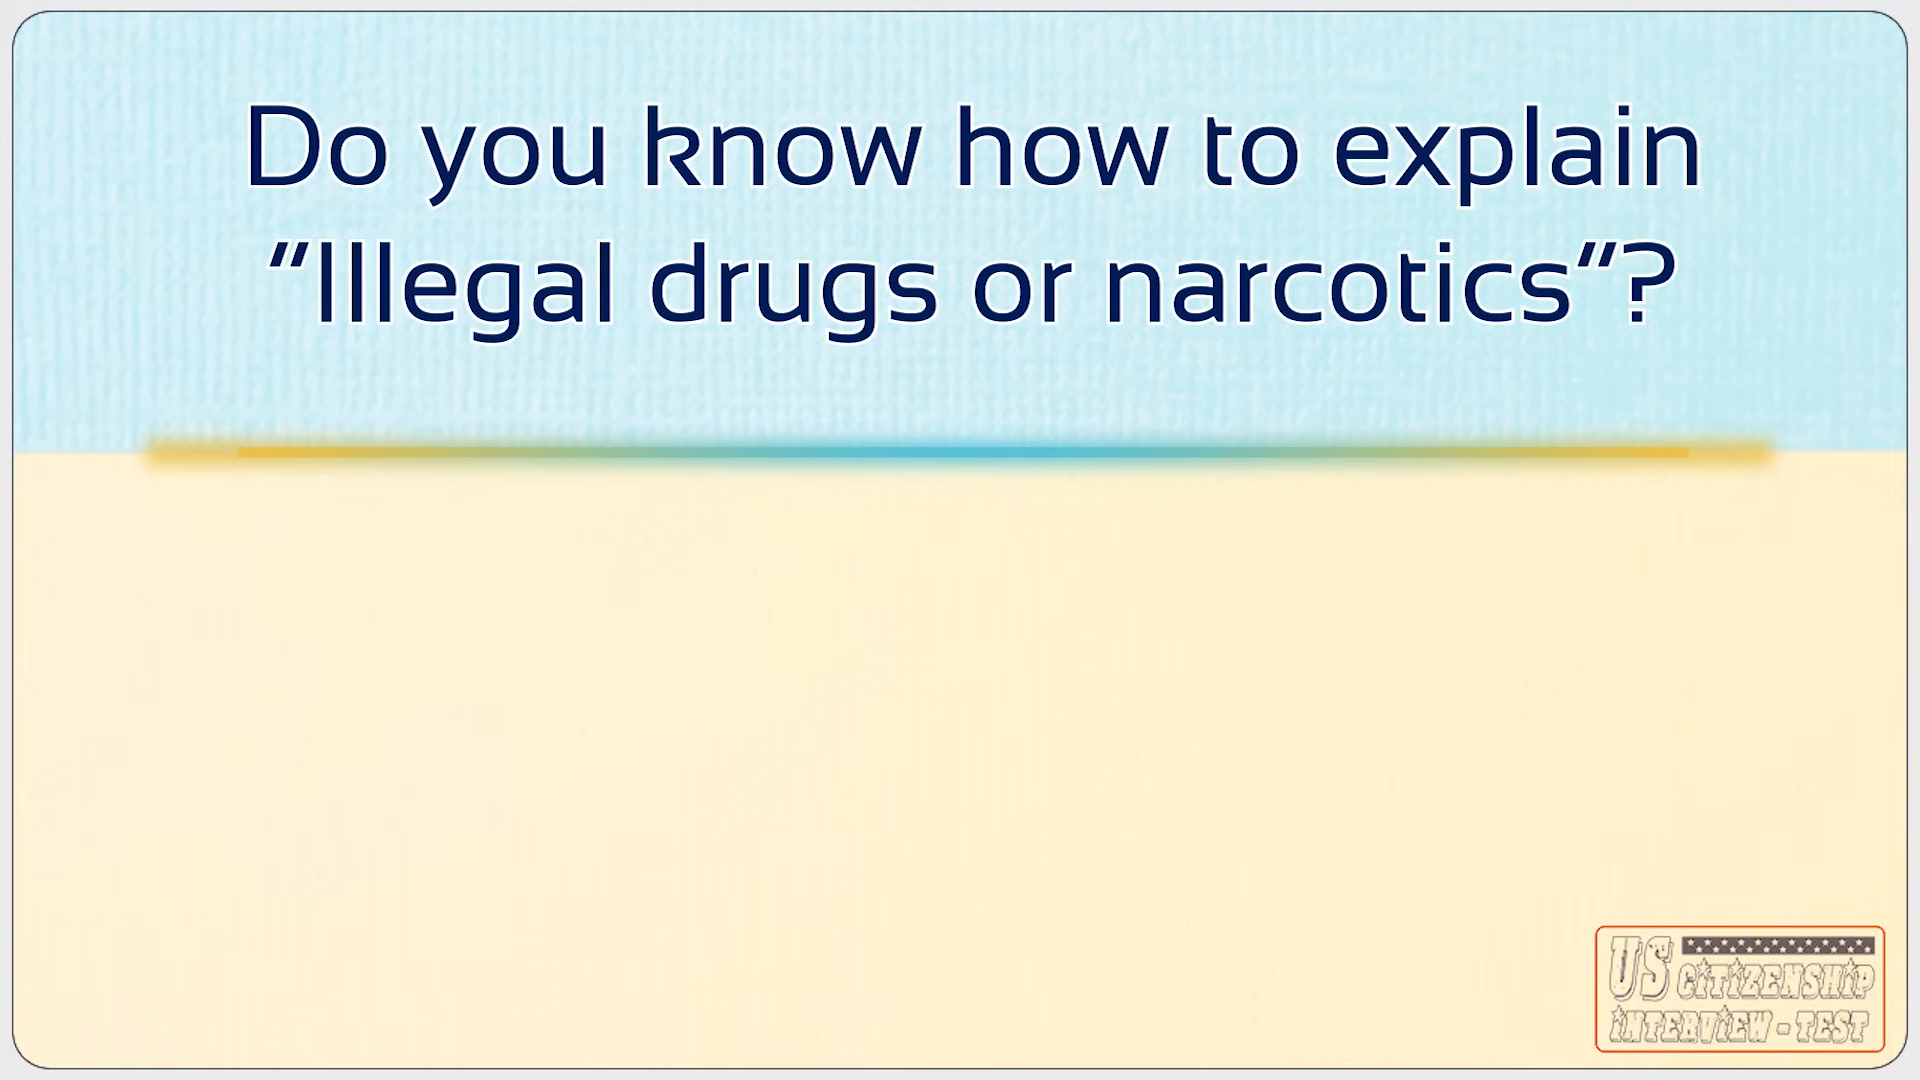 Do you know how to explain
"Illegal drugs or narcotics"?
US CITIZENSHIP
INTERVIEW - TEST